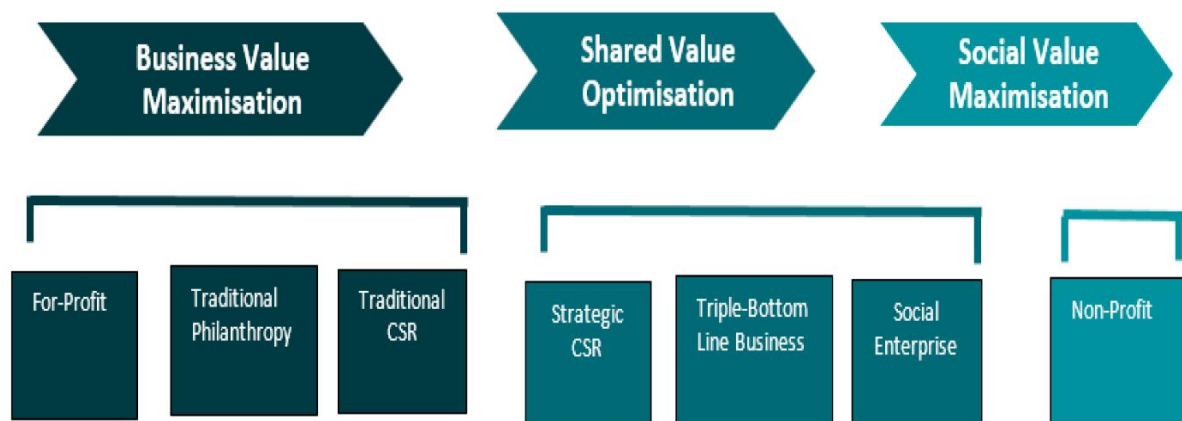 Business Value
Maximisation
Shared Value
Optimisation
Social Value
Maximisation
For-Profit
Traditional
Philanthropy
Traditional
CSR
Strategic
CSR
Triple-Bottom
Line Business
Social
Enterprise
Non-Profit